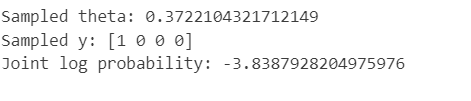 Sampled theta: 0.3722104321712149
Sampled y: [1 0 0 0]
Joint log probability: -3.8387928204975976